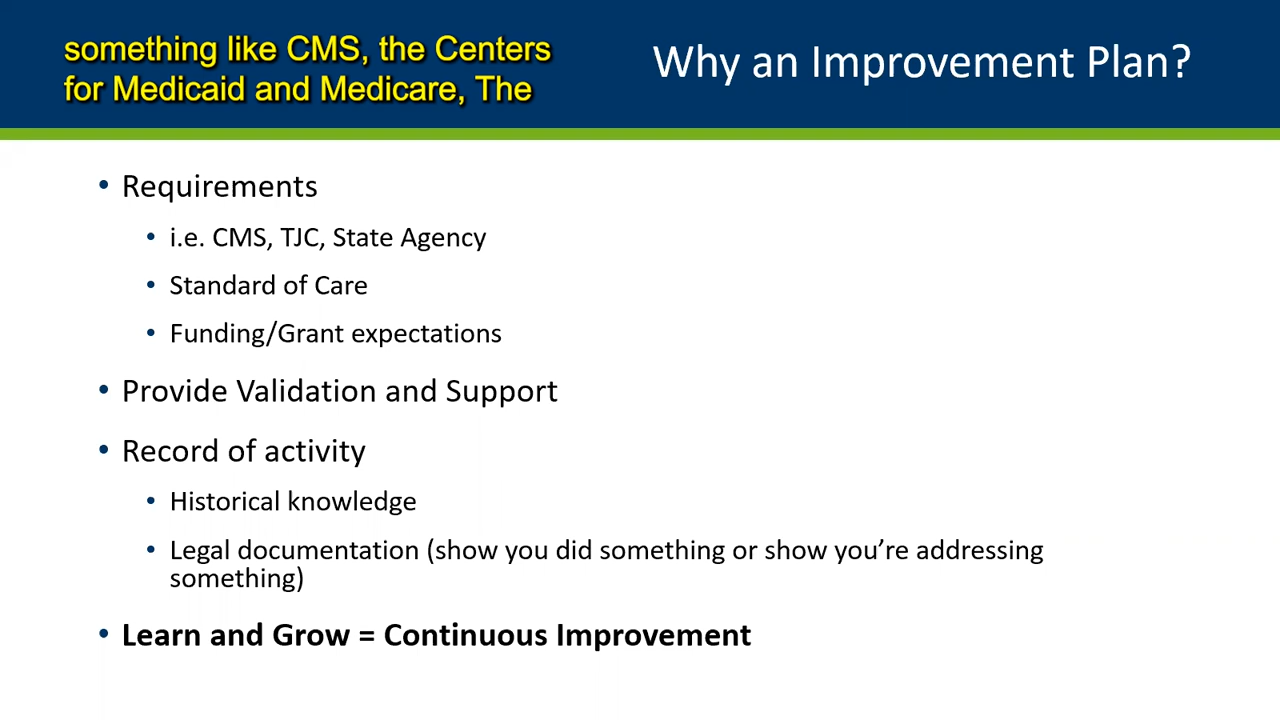 something like CMS, the Centers
for Medicaid and Medicare, The
Why an Improvement Plan?
• Requirements
• i.e. CMS, TJC, State Agency
• Standard of Care
• Funding/Grant expectations
• Provide Validation and Support
• Record of activity
• Historical knowledge
• Legal documentation (show you did something or show you’re addressing
something)
• Learn and Grow = Continuous Improvement